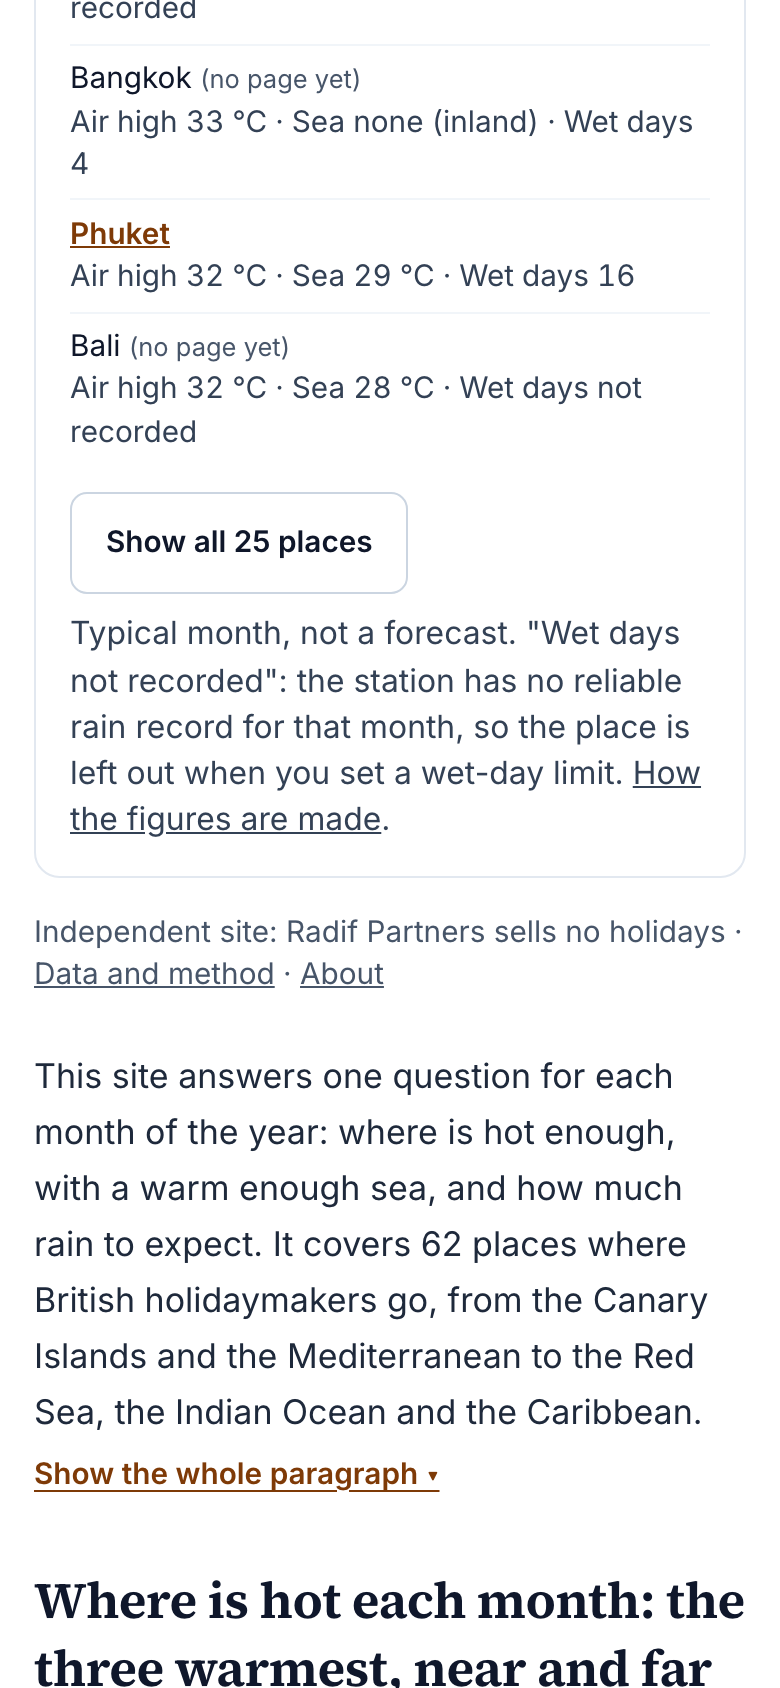 recorded
Bangkok (no page yet)
Air high 33 °C · Sea none (inland) · Wet days
4
Phuket
Air high 32 °C · Sea 29 °C · Wet days 16
Bali (no page yet)
Air high 32 °C · Sea 28 °C · Wet days not
recorded
Show all 25 places
Typical month, not a forecast. "Wet days
not recorded": the station has no reliable
rain record for that month, so the place is
left out when you set a wet-day limit. How
the figures are made.
Independent site: Radif Partners sells no holidays ·
Data and method · About
This site answers one question for each
month of the year: where is hot enough,
with a warm enough sea, and how much
rain to expect. It covers 62 places where
British holidaymakers go, from the Canary
Islands and the Mediterranean to the Red
Sea, the Indian Ocean and the Caribbean.
Show the whole paragraph ▾
Where is hot each month: the
three warmest, near and far